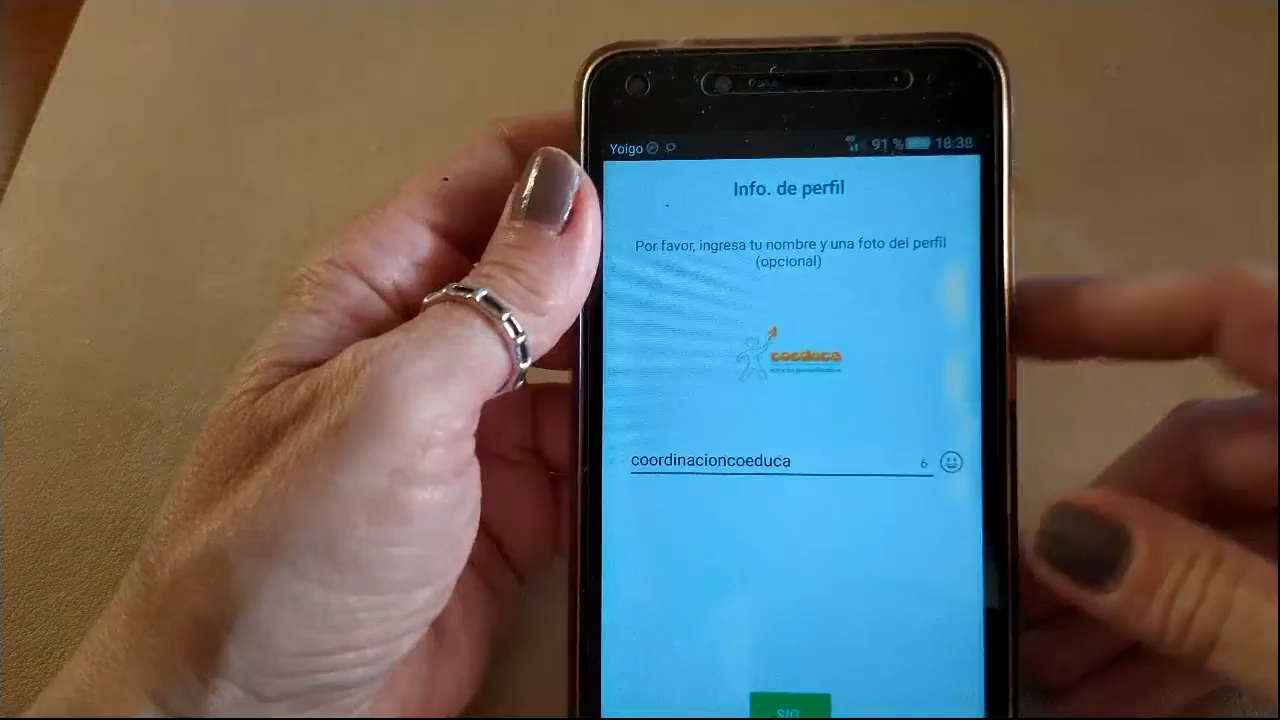 Yoigo 91 % 18:38
Info. de perfil
Por favor, ingresa tu nombre y una foto del perfil
(opcional)
coeduca
coordinacioncoeduca 6
SIG.